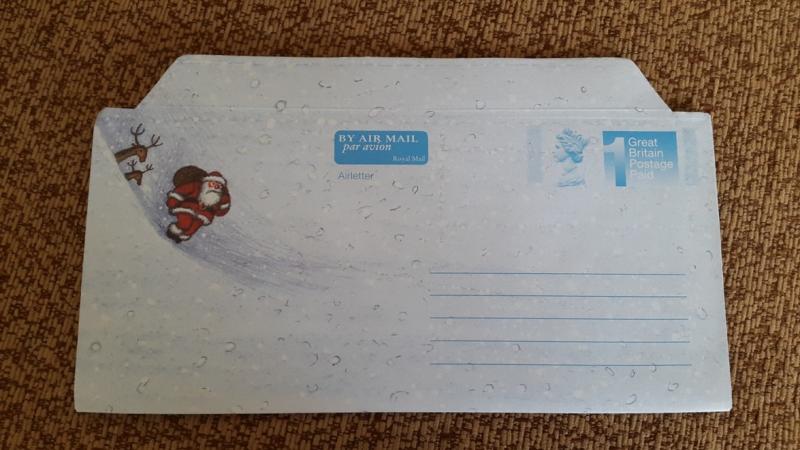 BY AIR MAIL
par avion
Royal Mail
Airletter
1
Great
Britain
Postage
Paid